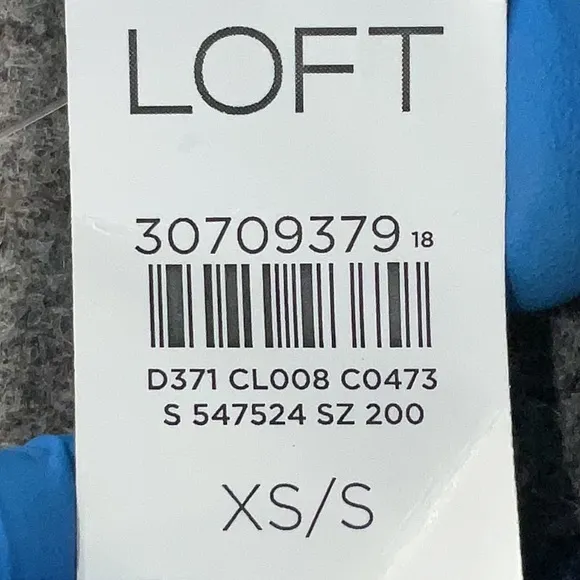 LOFT
30709379 18
D371 CL008 C0473
S 547524 SZ 200
XS/S